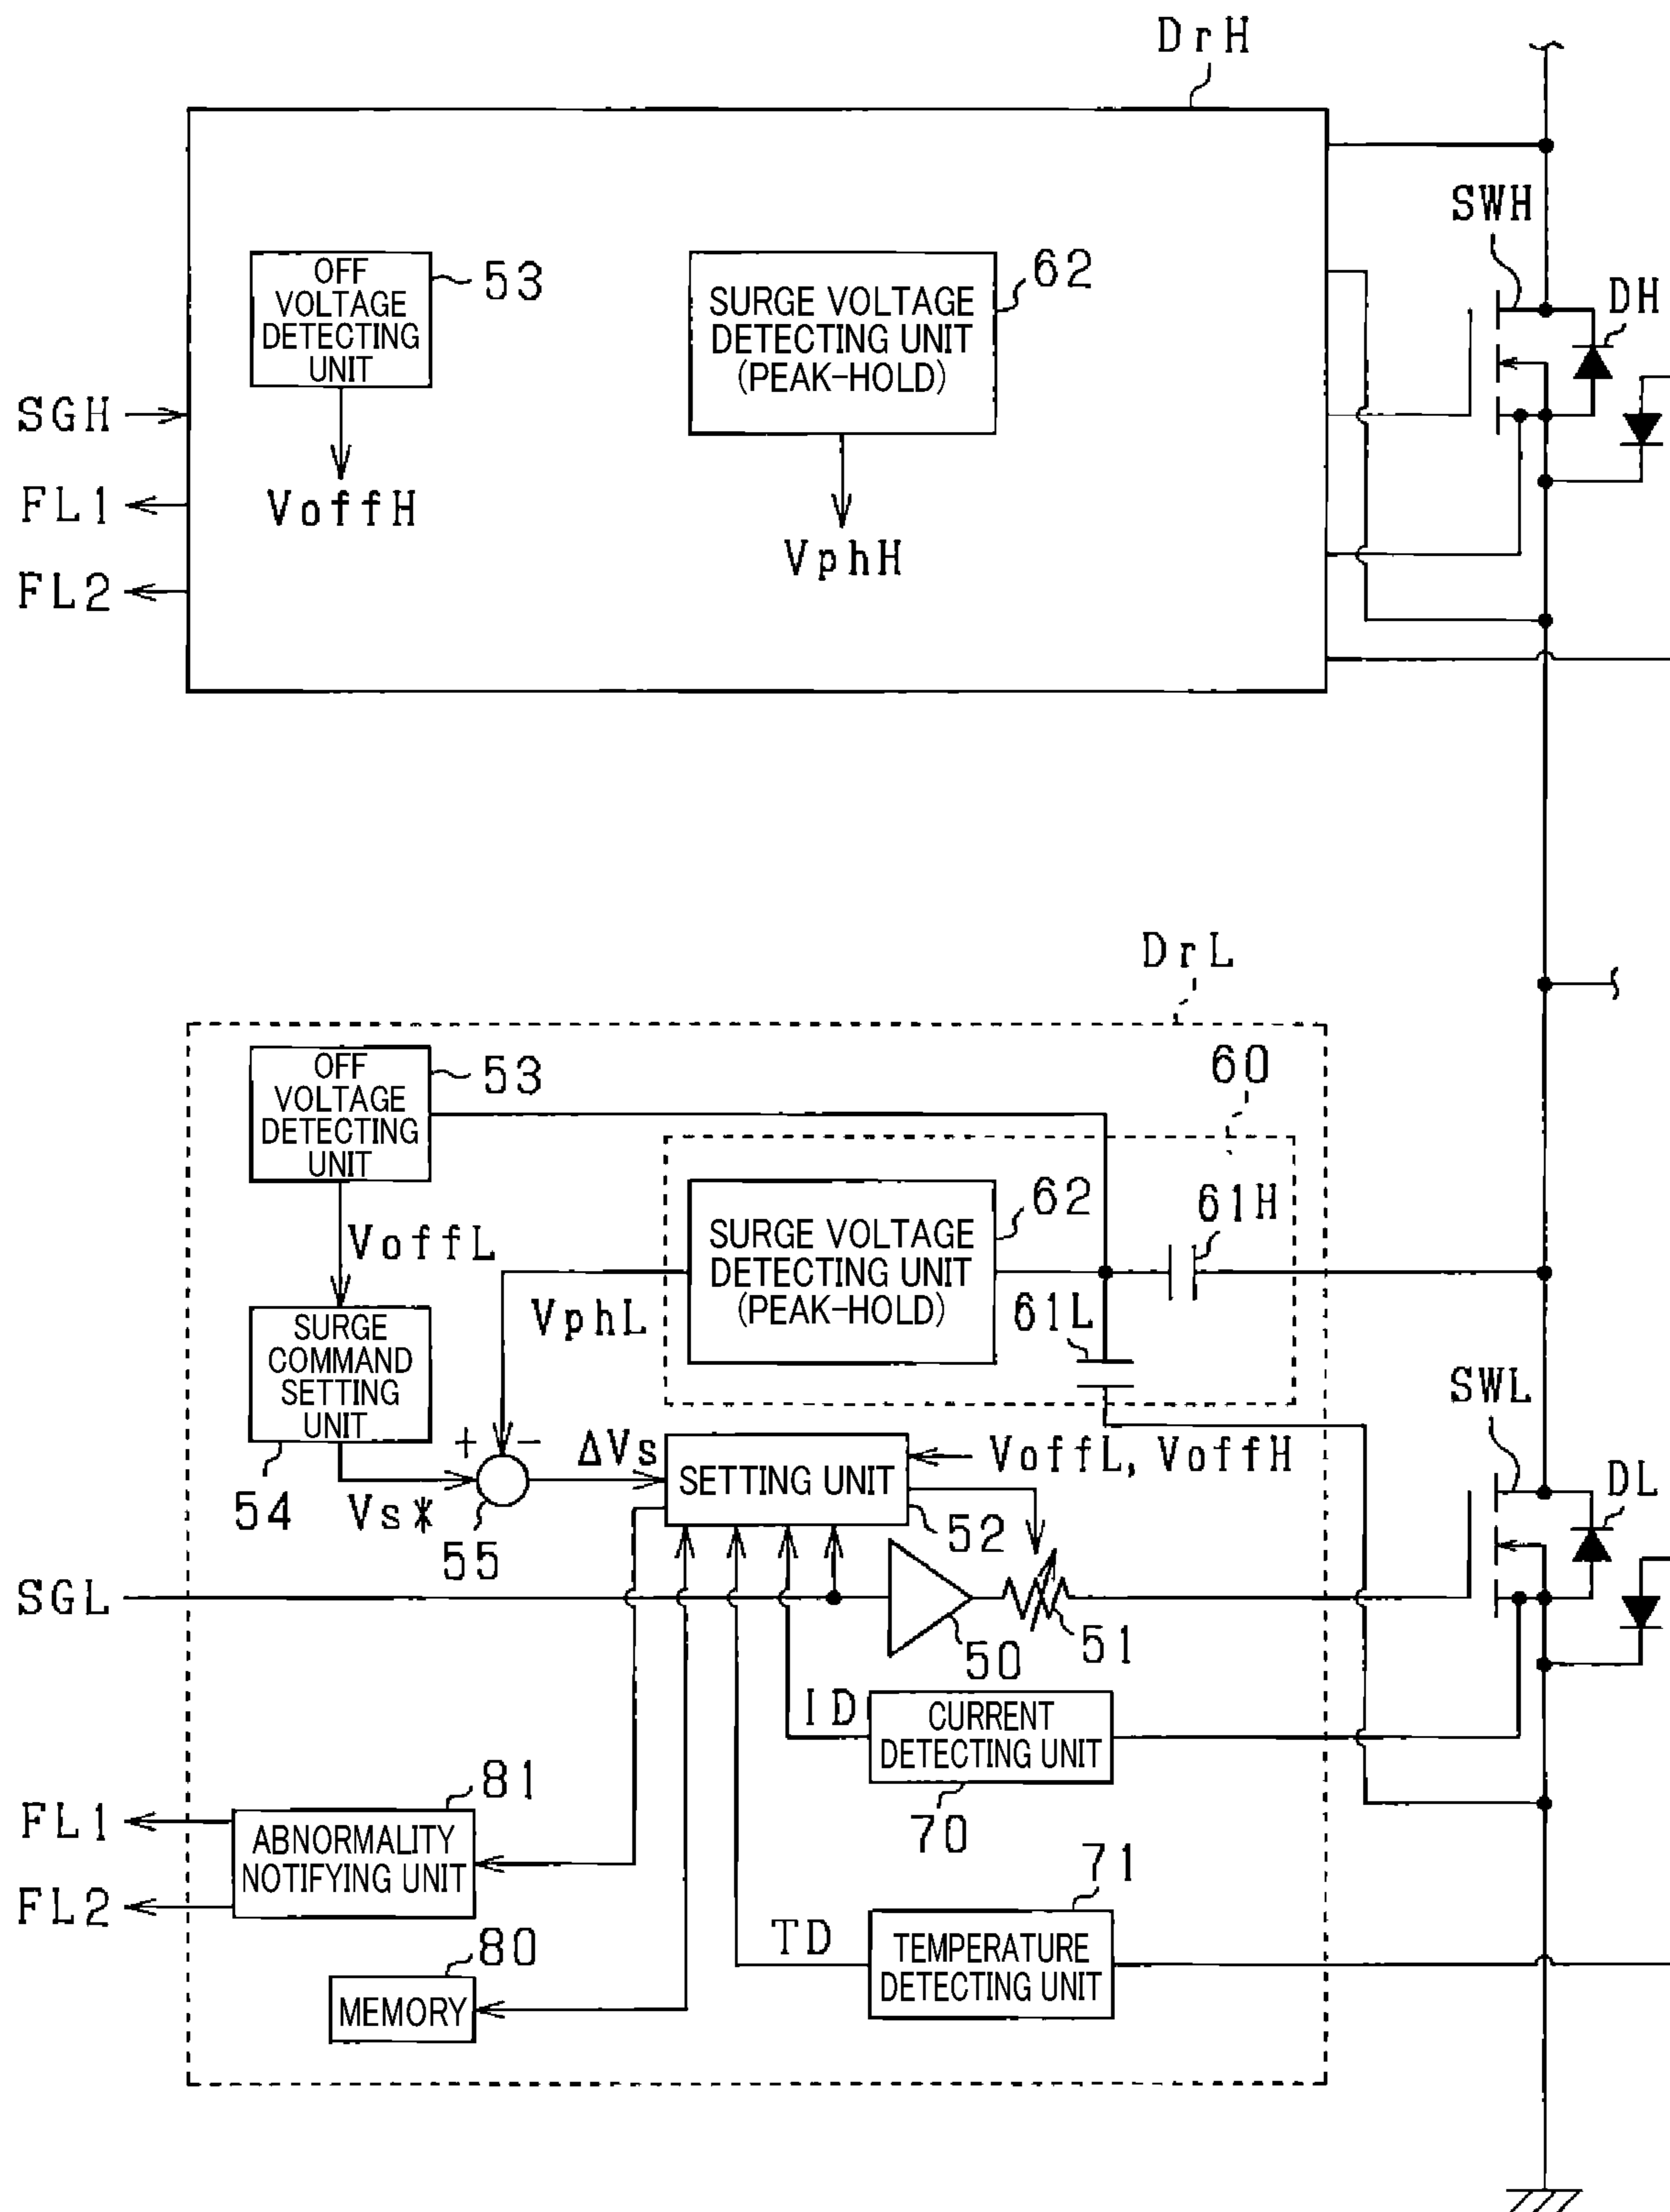 DrH
SWH
DH
OFF
VOLTAGE
DETECTING
UNIT
53
SURGE VOLTAGE
DETECTING UNIT
(PEAK-HOLD)
62
SGH
FL1
FL2
VoffH
VphH
DrL
OFF
VOLTAGE
DETECTING
UNIT
53
60
SURGE VOLTAGE
DETECTING UNIT
(PEAK-HOLD)
62
61H
61L
VoffL
VphL
SURGE
COMMAND
SETTING
UNIT
54
+
-
ΔVs
Vs*
55
SETTING UNIT
52
VoffL, VoffH
SWL
DL
SGL
50
51
ID
CURRENT
DETECTING UNIT
70
81
ABNORMALITY
NOTIFYING UNIT
FL1
FL2
71
TD
TEMPERATURE
DETECTING UNIT
80
MEMORY